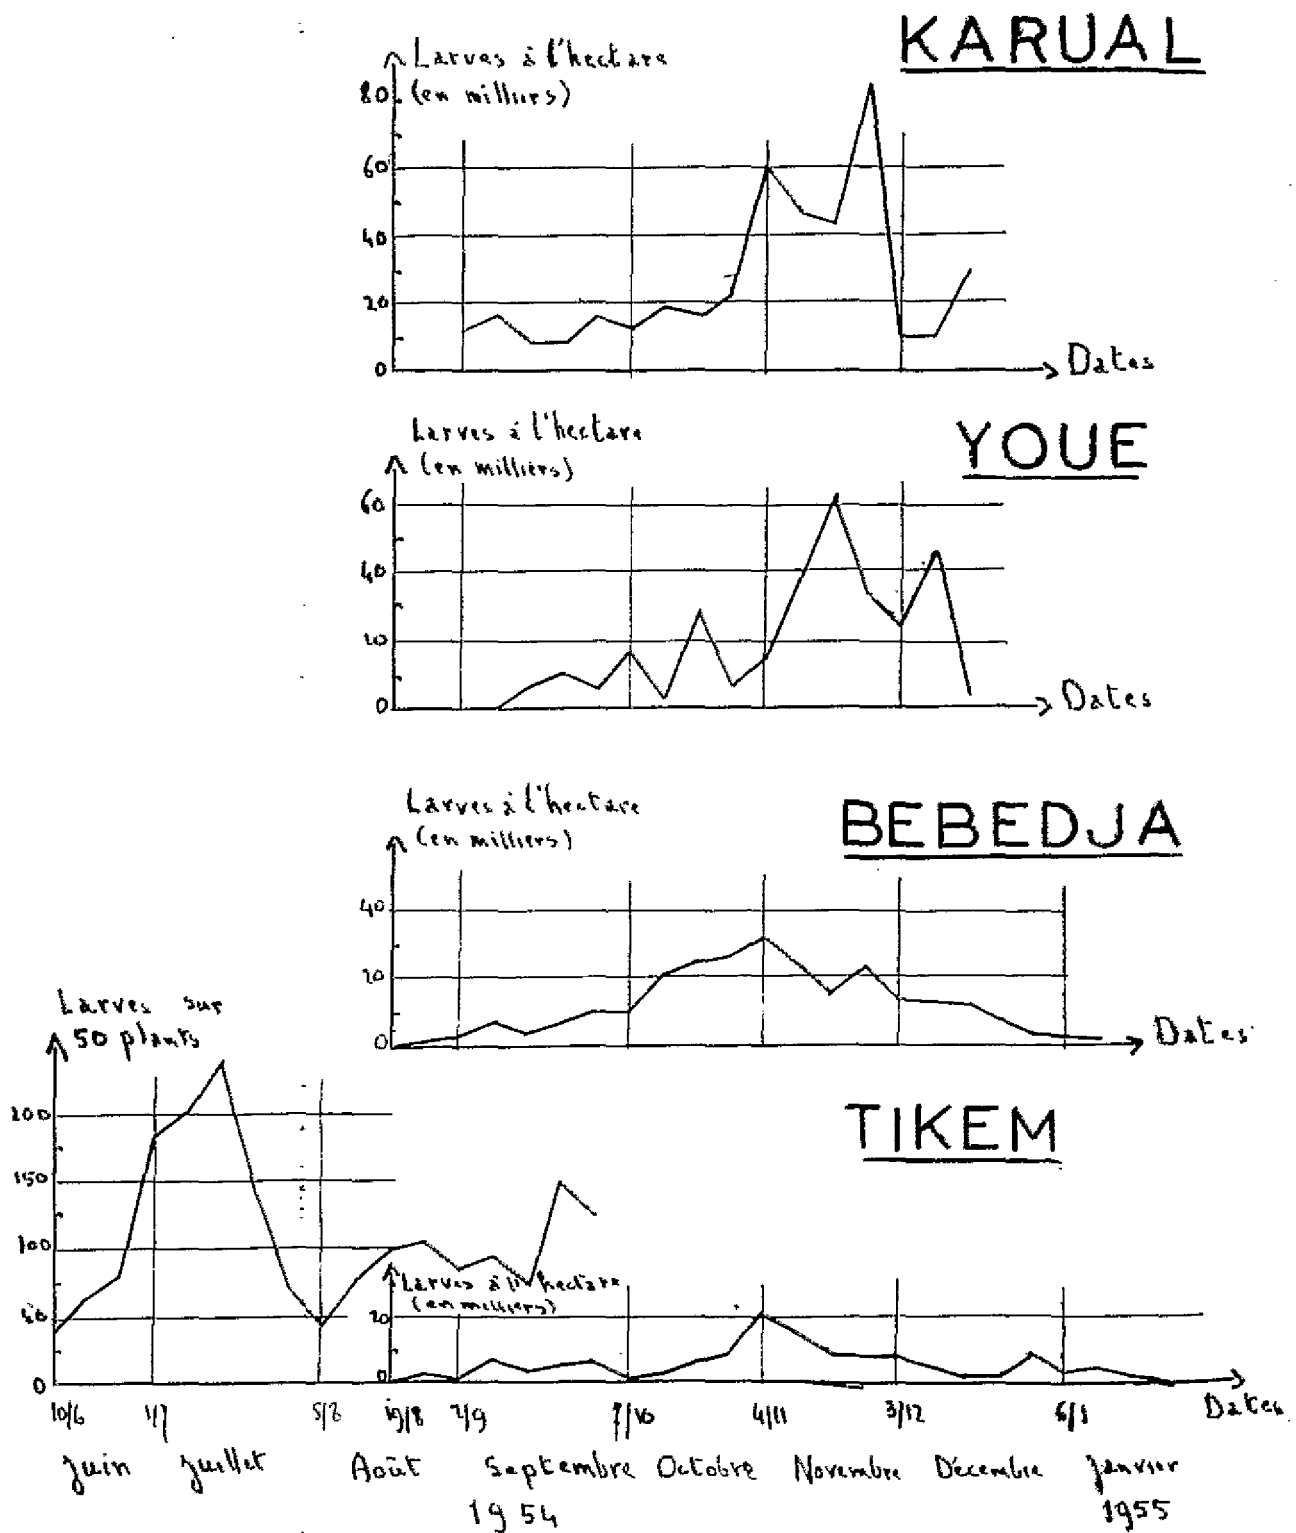 KARUAL
Larves à l'hectare
(en milliers)
80
60
40
20
0
Dates
YOUE
Larves à l'hectare
(en milliers)
60
40
20
0
Dates
BEBEDJA
Larves à l'hectare
(en milliers)
40
20
0
Dates
TIKEM
Larves sur
50 plants
200
150
100
50
0
Larves à l'hectare
(en milliers)
20
0
10/6 1/7 5/8 19/8 2/9 7/10 4/11 3/12 6/1 Dates
Juin Juillet Août Septembre Octobre Novembre Décembre Janvier
1954 1955